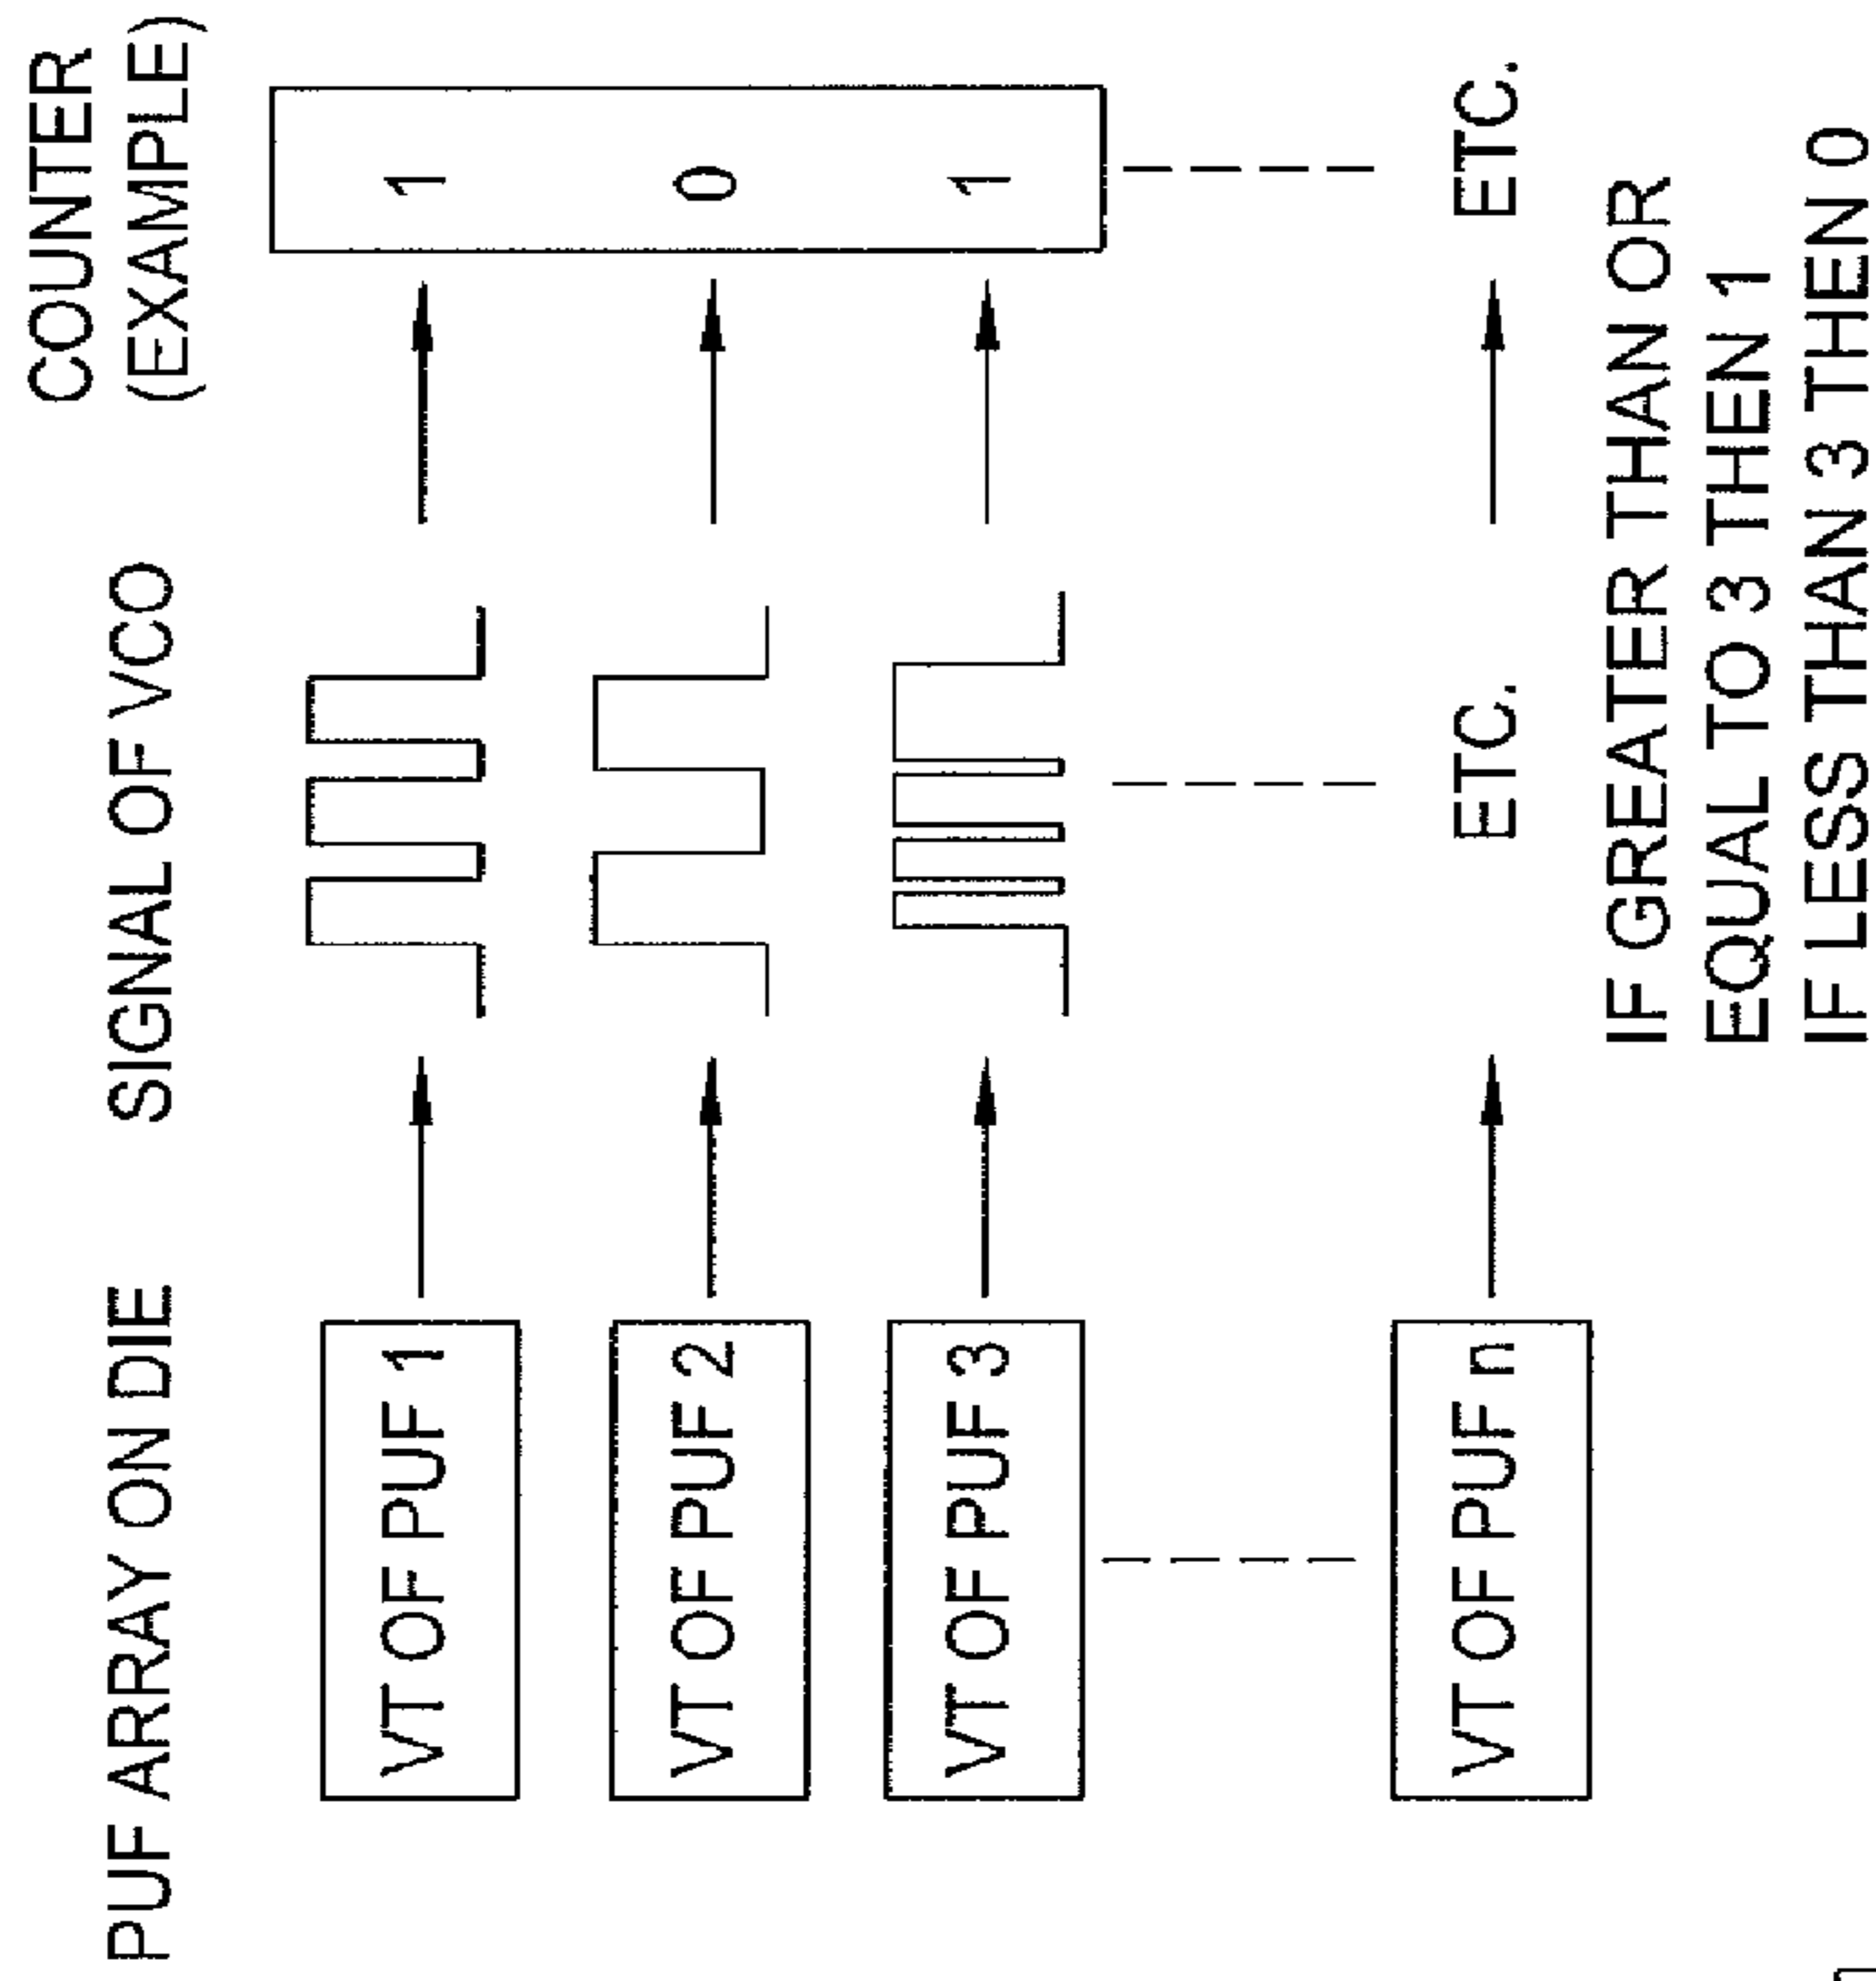 PUF ARRAY ON DIE
SIGNAL OF VCO
COUNTER
(EXAMPLE)
VT OF PUF 1
1
VT OF PUF 2
0
VT OF PUF 3
1
VT OF PUF n
ETC.
ETC.
IF GREATER THAN OR
EQUAL TO 3 THEN 1
IF LESS THAN 3 THEN 0